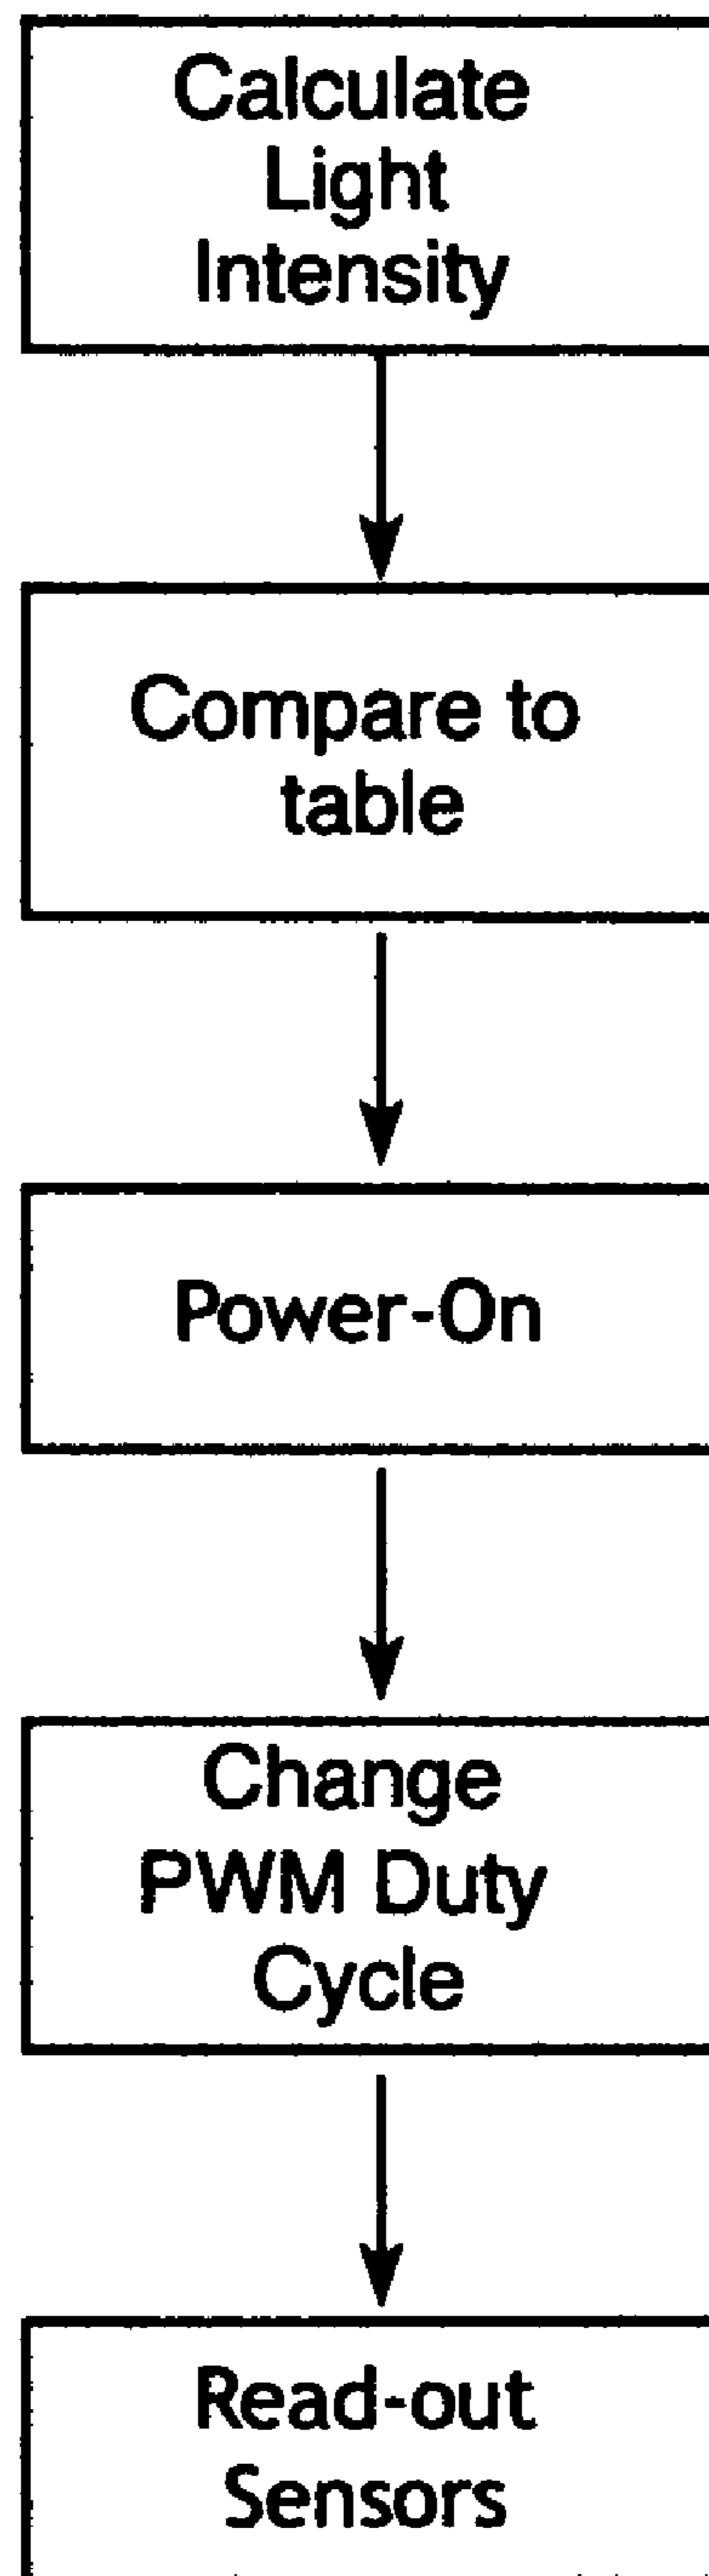 Calculate
Light
Intensity
Compare to
table
Power-On
Change
PWM Duty
Cycle
Read-out
Sensors